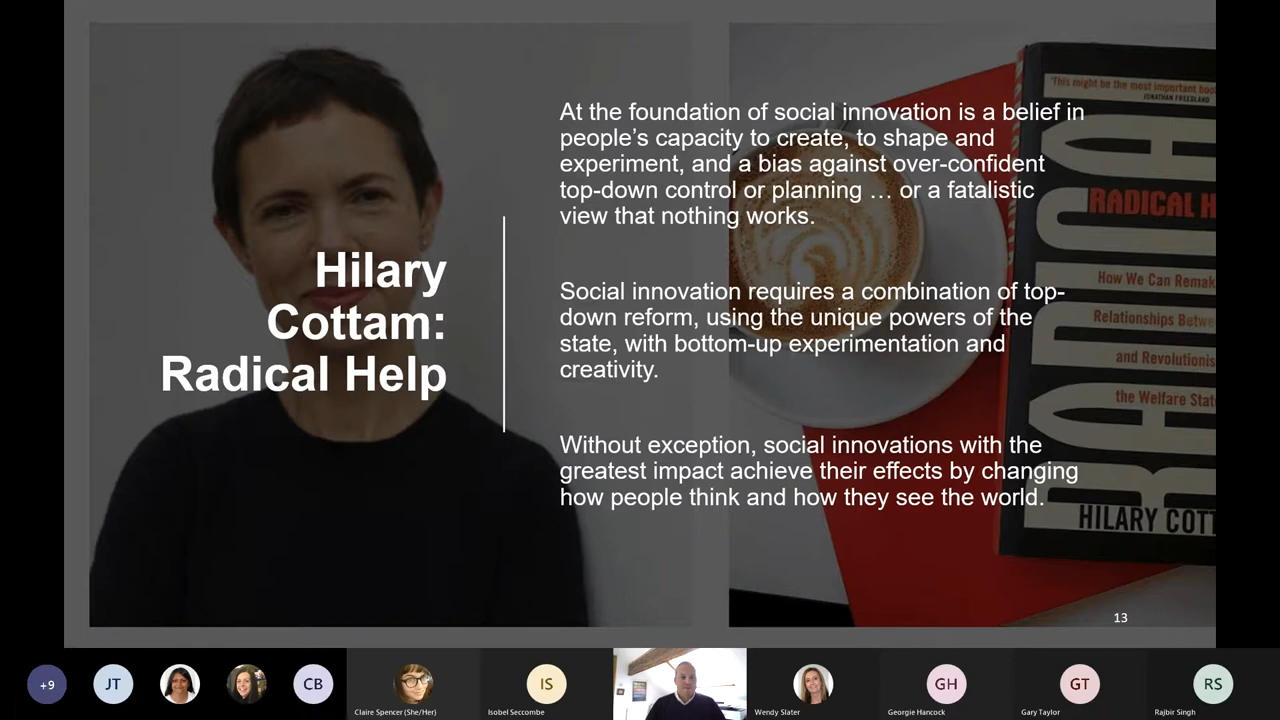 Hilary
Cottam:
Radical Help
At the foundation of social innovation is a belief in
people’s capacity to create, to shape and
experiment, and a bias against over-confident
top-down control or planning … or a fatalistic
view that nothing works.
Social innovation requires a combination of top-
down reform, using the unique powers of the
state, with bottom-up experimentation and
creativity.
Without exception, social innovations with the
greatest impact achieve their effects by changing
how people think and how they see the world.
'This might be the most important boo
JONATHAN FREEDLAND
RADICAL H
How We Can Remak
Relationships Betwe
and Revolutionis
the Welfare Stat
RADICA
HILARY COTT
13
+9
JT
CB
Claire Spencer (She/Her)
IS
Isobel Seccombe
Wendy Slater
GH
Georgie Hancock
GT
Gary Taylor
RS
Rajbir Singh